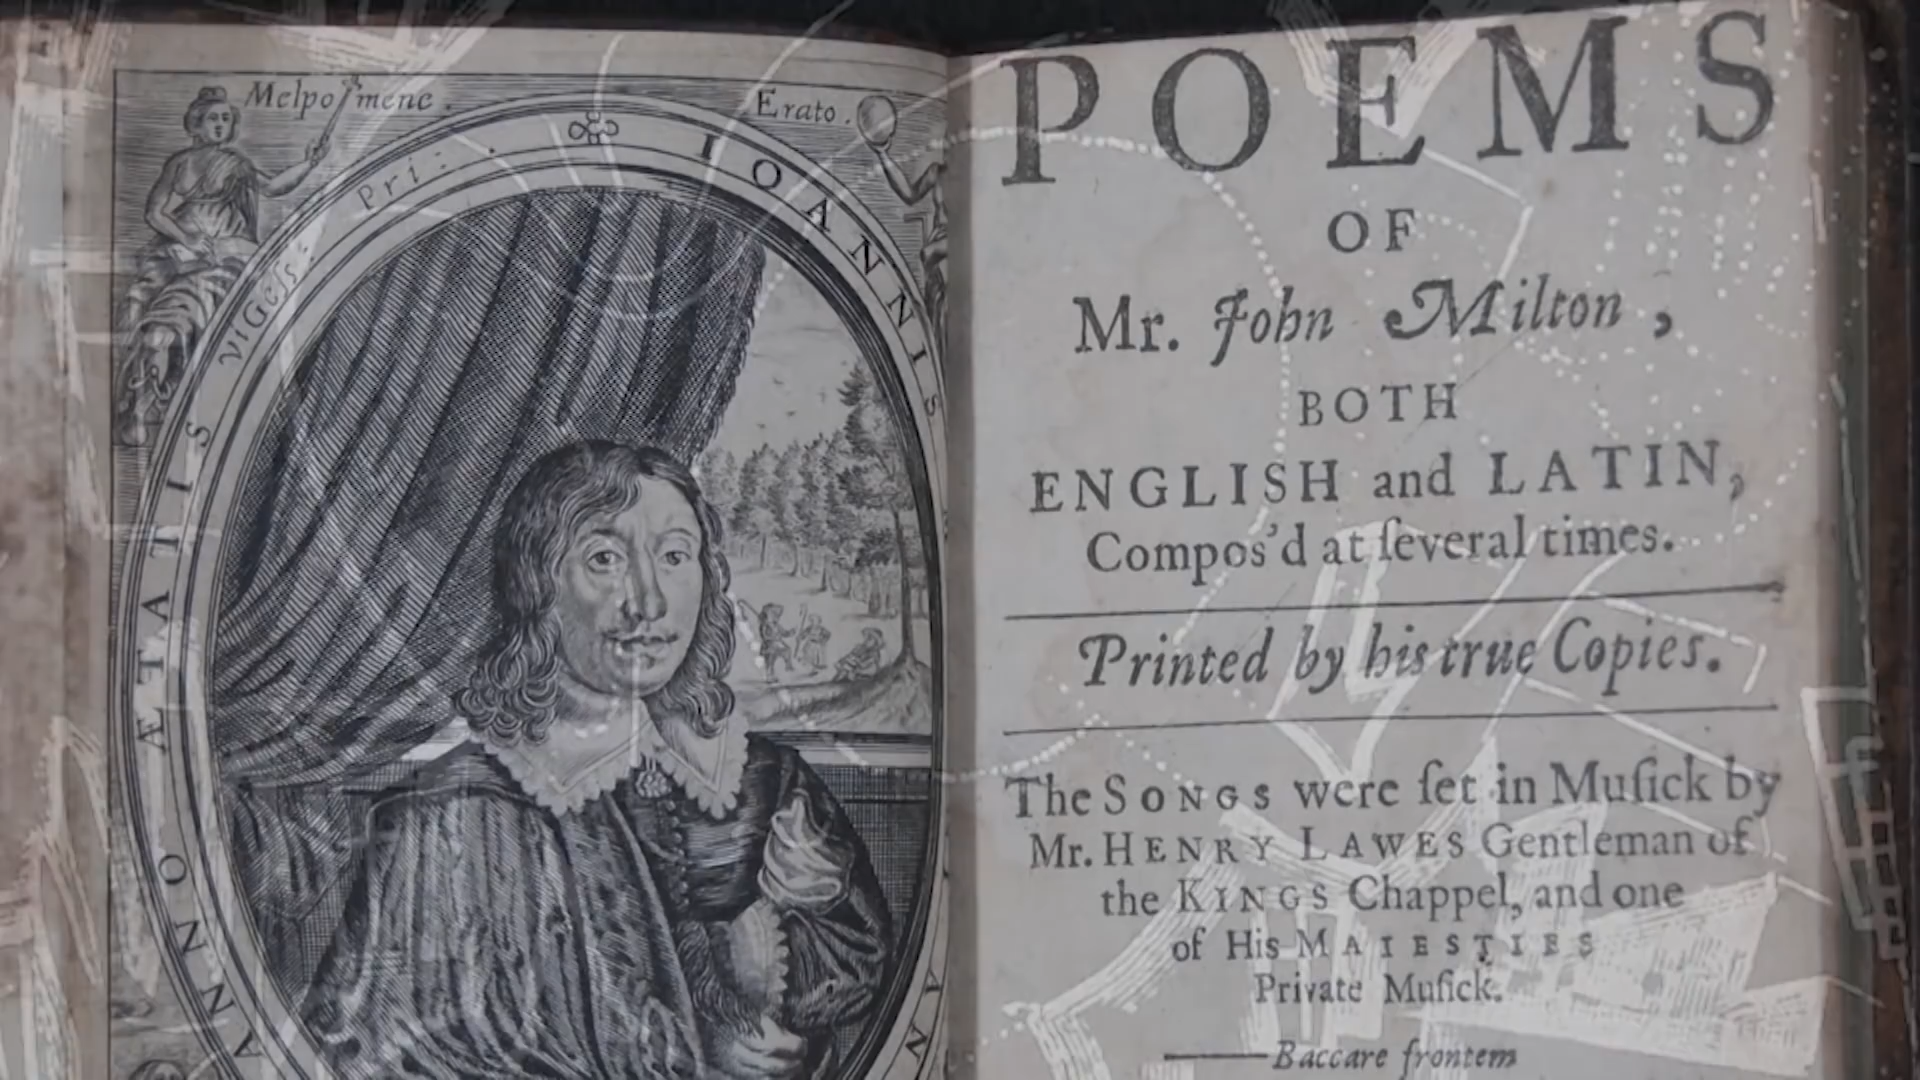 Melpomene.
Erato.
IOANNIS
ANNO ÆTATIS viGess: Pri:
POEMS
OF
Mr. John Milton,
BOTH
ENGLISH and LATIN,
Compos'd at ſeveral times.
Printed by his true Copies.
The SONGS were ſet in Muſick by
Mr. HENRY LAWES Gentleman of
the KINGS Chappel, and one
of His MAIESTIES
Private Muſick.
Baccare frontem